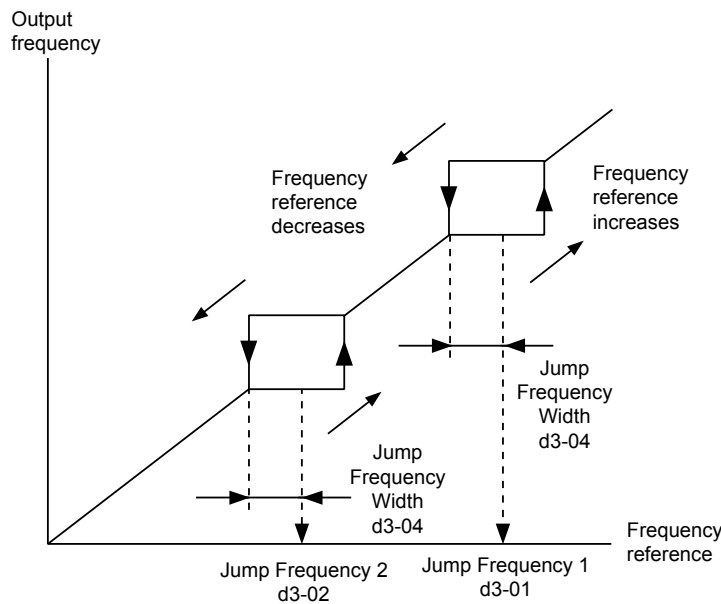 Output
frequency
Frequency
reference
decreases
Frequency
reference
increases
Jump
Frequency
Width
d3-04
Jump
Frequency
Width
d3-04
Frequency
reference
Jump Frequency 2
d3-02
Jump Frequency 1
d3-01